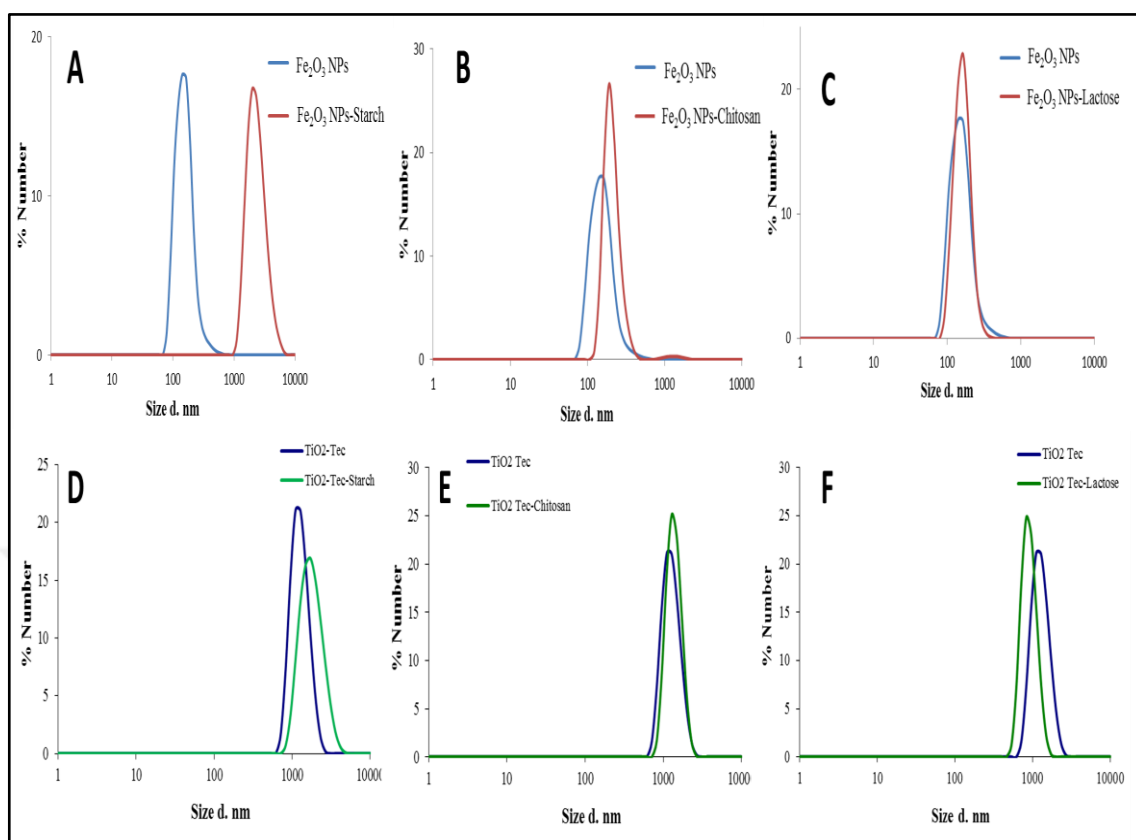 A
Fe₂O₃ NPs
Fe₂O₃ NPs-Starch
% Number
20
10
0
1 10 100 1000 10000
Size d. nm
B
Fe₂O₃ NPs
Fe₂O₃ NPs-Chitosan
% Number
30
20
10
0
1 10 100 1000 10000
Size d. nm
C
Fe₂O₃ NPs
Fe₂O₃ NPs-Lactose
% Number
20
10
0
1 10 100 1000 10000
Size d. nm
D
TiO2-Tec
TiO2-Tec-Starch
% Number
25
20
15
10
5
0
1 10 100 1000 10000
Size d. nm
E
TiO2 Tec
TiO2 Tec-Chitosan
% Number
30
25
20
15
10
5
0
1 10 100 1000 10000
Size d. nm
F
TiO2 Tec
TiO2 Tec-Lactose
% Number
30
25
20
15
10
5
0
1 10 100 1000 10000
Size d. nm